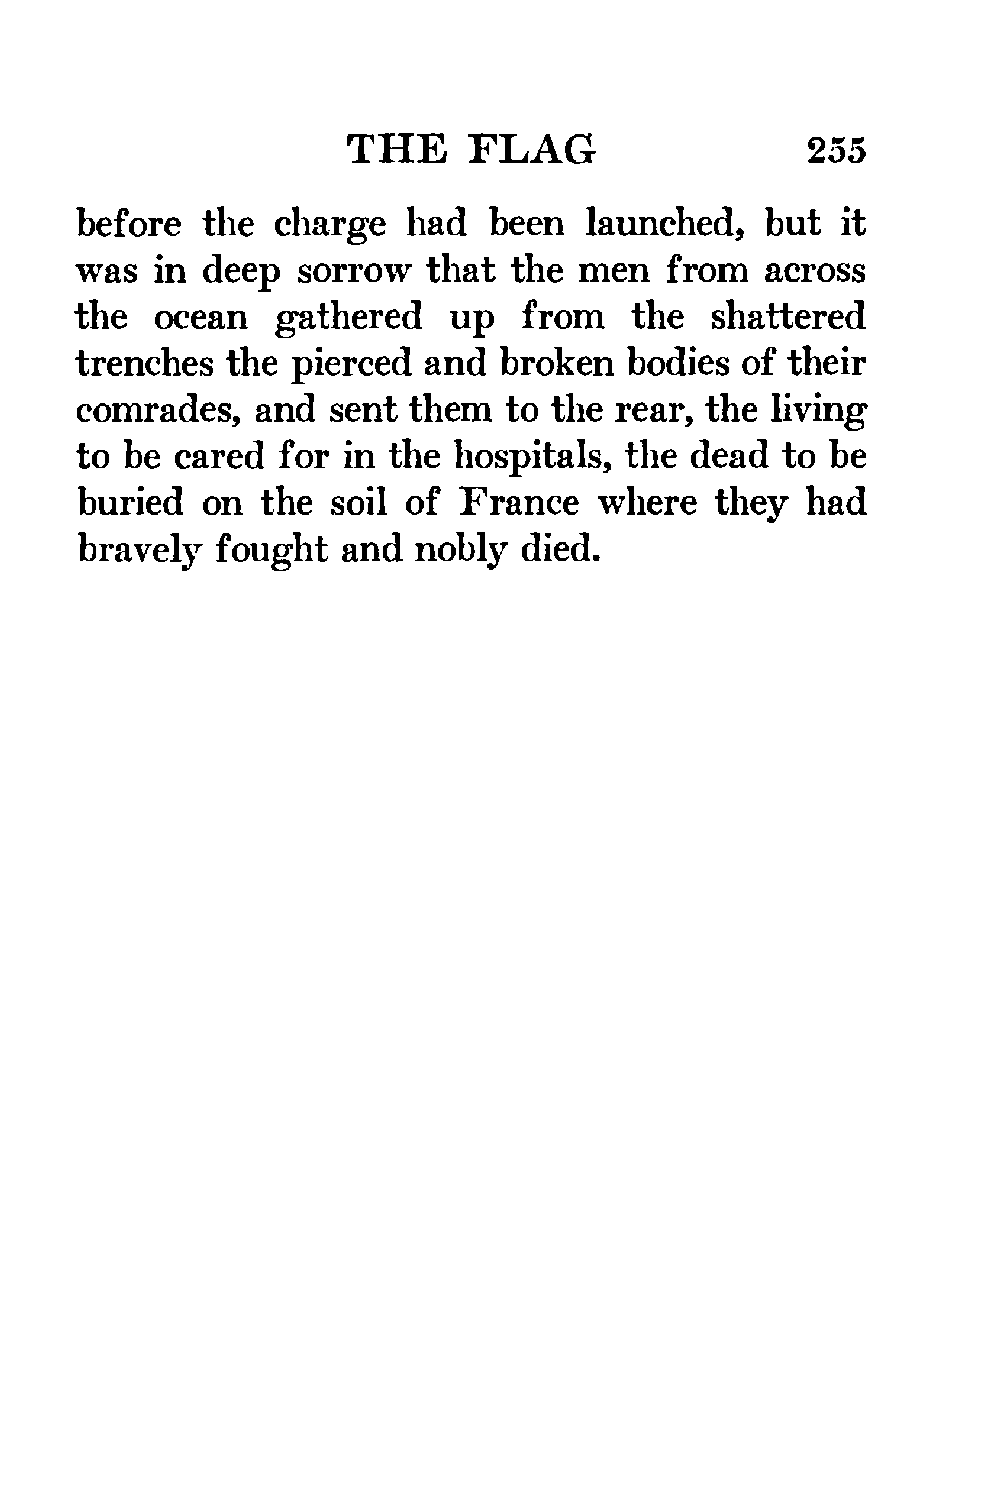 THE FLAG 255
before the charge had been launched, but it
was in deep sorrow that the men from across
the ocean gathered up from the shattered
trenches the pierced and broken bodies of their
comrades, and sent them to the rear, the living
to be cared for in the hospitals, the dead to be
buried on the soil of France where they had
bravely fought and nobly died.